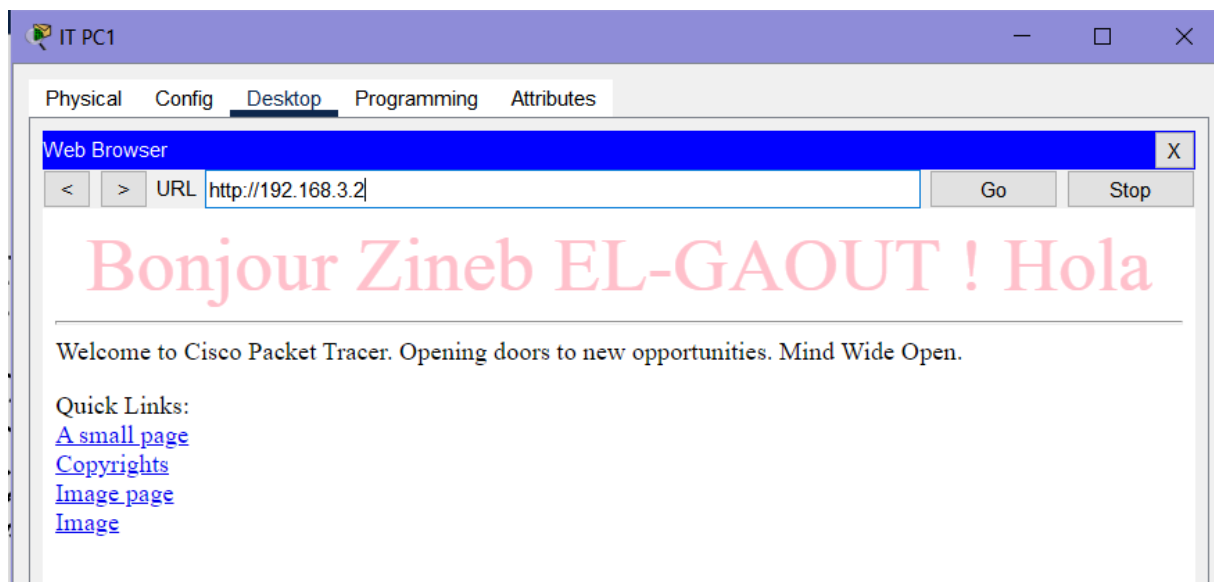 IT PC1
Physical Config Desktop Programming Attributes
Web Browser X
< > URL http://192.168.3.2 Go Stop
Bonjour Zineb EL-GAOUT ! Hola
Welcome to Cisco Packet Tracer. Opening doors to new opportunities. Mind Wide Open.
Quick Links:
A small page
Copyrights
Image page
Image